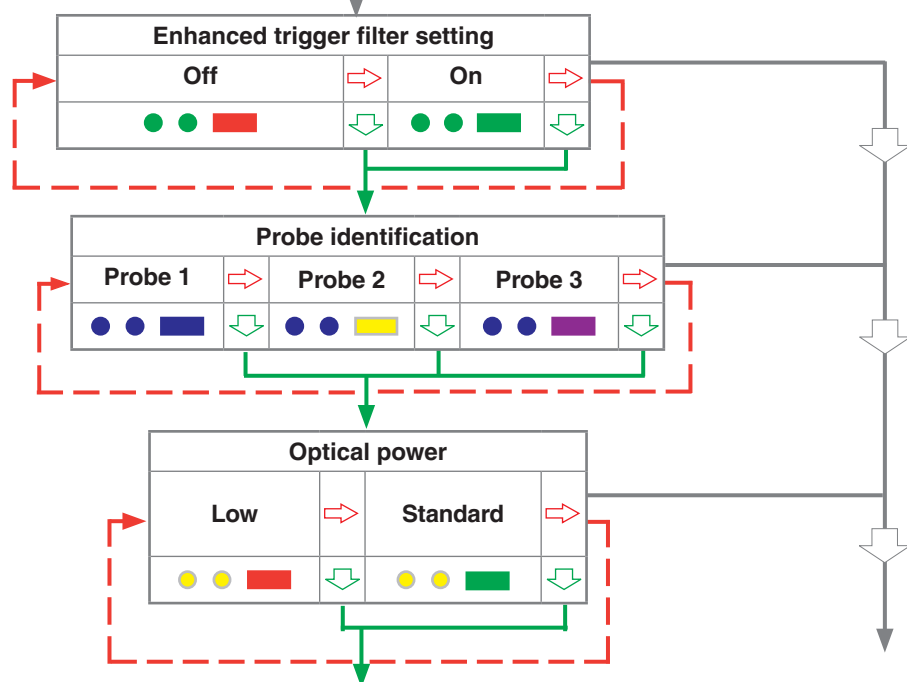 Enhanced trigger filter setting
Off On
Probe identification
Probe 1 Probe 2 Probe 3
Optical power
Low Standard